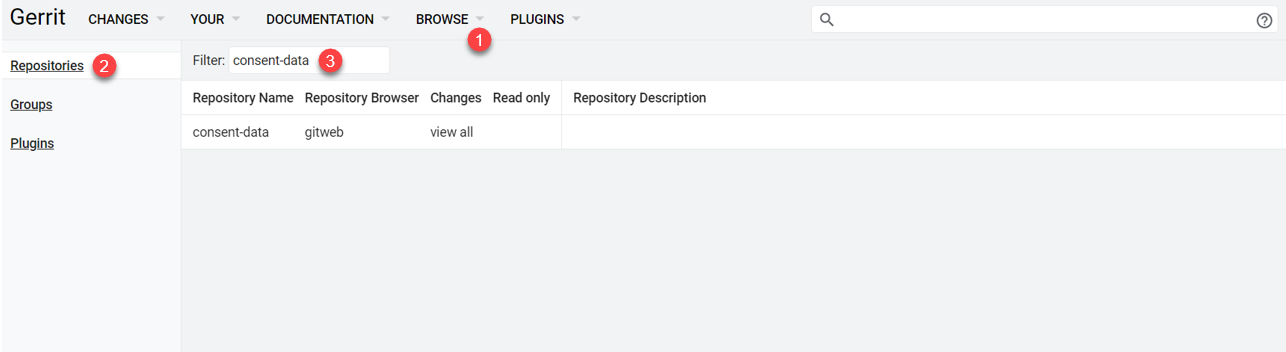 Gerrit CHANGES YOUR DOCUMENTATION BROWSE PLUGINS
1
Repositories 2
Filter: consent-data 3
Groups
Plugins
Repository Name Repository Browser Changes Read only Repository Description
consent-data gitweb view all